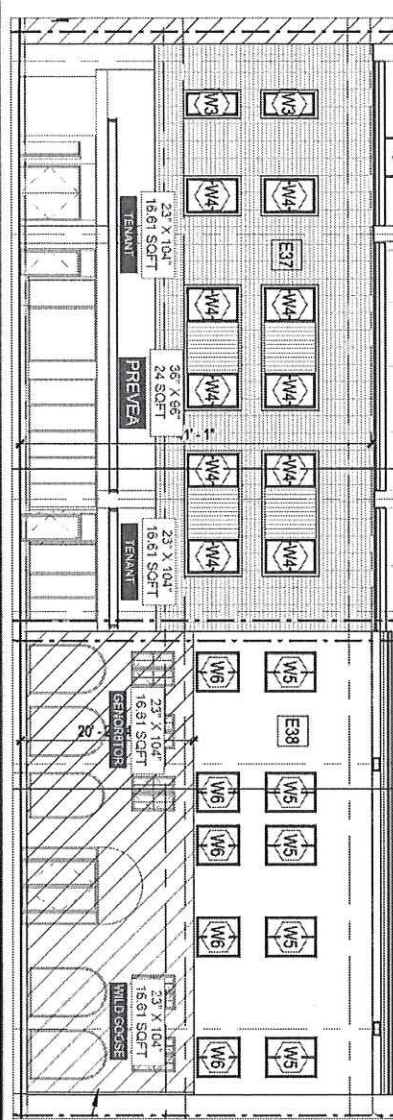 W3 W4 W4 W4 W4 W4 W5 W5 W5 W5 W5
E37 E38
W3 W4 W4 W4 W4 W4 W6 W6 W6 W6 W6
1' - 1"
23" X 104"
16.61 SQFT
TENANT
36" X 96"
24 SQFT
PREVEA
23" X 104"
16.61 SQFT
TENANT
23" X 104"
16.61 SQFT
GENOR8TOR
20' -
23" X 104"
16.61 SQFT
WILD GOOSE